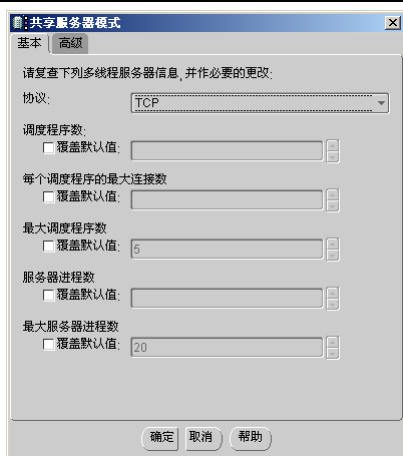 共享服务器模式
基本 高级
请复查下列多线程服务器信息,并作必要的更改:
协议: TCP
调度程序数:
覆盖默认值:
每个调度程序的最大连接数
覆盖默认值:
最大调度程序数
覆盖默认值: 5
服务器进程数
覆盖默认值:
最大服务器进程数
覆盖默认值: 20
确定 取消 帮助